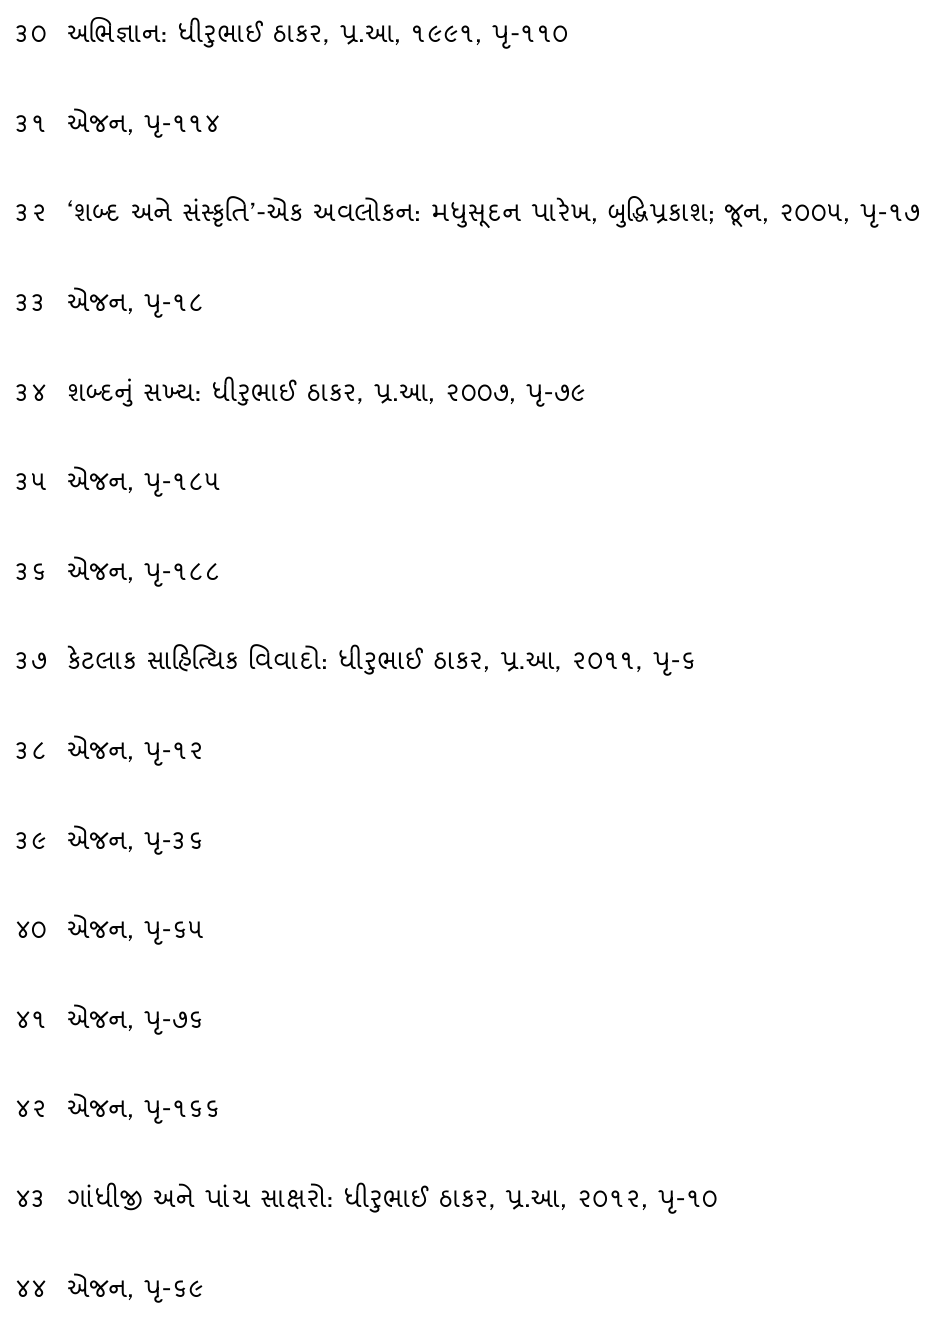 ૩૦ અભિજ્ઞાન: ધીરુભાઈ ઠાકર, પ્ર.આ, ૧૯૯૧, પૃ-૧૧૦
૩૧ એજન, પૃ-૧૧૪
૩૨ ‘શબ્દ અને સંસ્કૃતિ’-એક અવલોકન: મધુસૂદન પારેખ, બુદ્ધિપ્રકાશ; જૂન, ૨૦૦૫, પૃ-૧૭
૩૩ એજન, પૃ-૧૮
૩૪ શબ્દનું સખ્ય: ધીરુભાઈ ઠાકર, પ્ર.આ, ૨૦૦૭, પૃ-૭૯
૩૫ એજન, પૃ-૧૮૫
૩૬ એજન, પૃ-૧૮૮
૩૭ કેટલાક સાહિત્યિક વિવાદો: ધીરુભાઈ ઠાકર, પ્ર.આ, ૨૦૧૧, પૃ-૬
૩૮ એજન, પૃ-૧૨
૩૯ એજન, પૃ-૩૬
૪૦ એજન, પૃ-૬૫
૪૧ એજન, પૃ-૭૬
૪૨ એજન, પૃ-૧૬૬
૪૩ ગાંધીજી અને પાંચ સાક્ષરો: ધીરુભાઈ ઠાકર, પ્ર.આ, ૨૦૧૨, પૃ-૧૦
૪૪ એજન, પૃ-૬૯